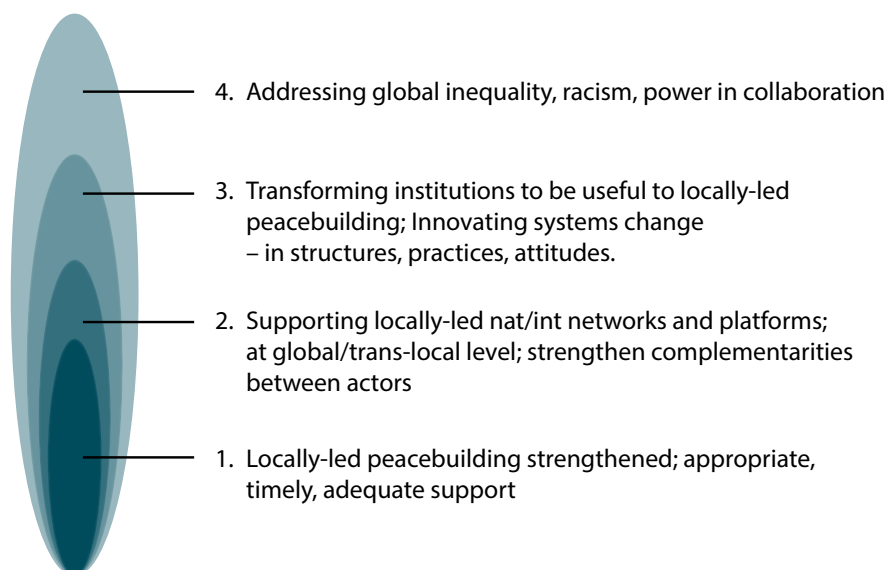 4. Addressing global inequality, racism, power in collaboration
3. Transforming institutions to be useful to locally-led
peacebuilding; Innovating systems change
– in structures, practices, attitudes.
2. Supporting locally-led nat/int networks and platforms;
at global/trans-local level; strengthen complementarities
between actors
1. Locally-led peacebuilding strengthened; appropriate,
timely, adequate support